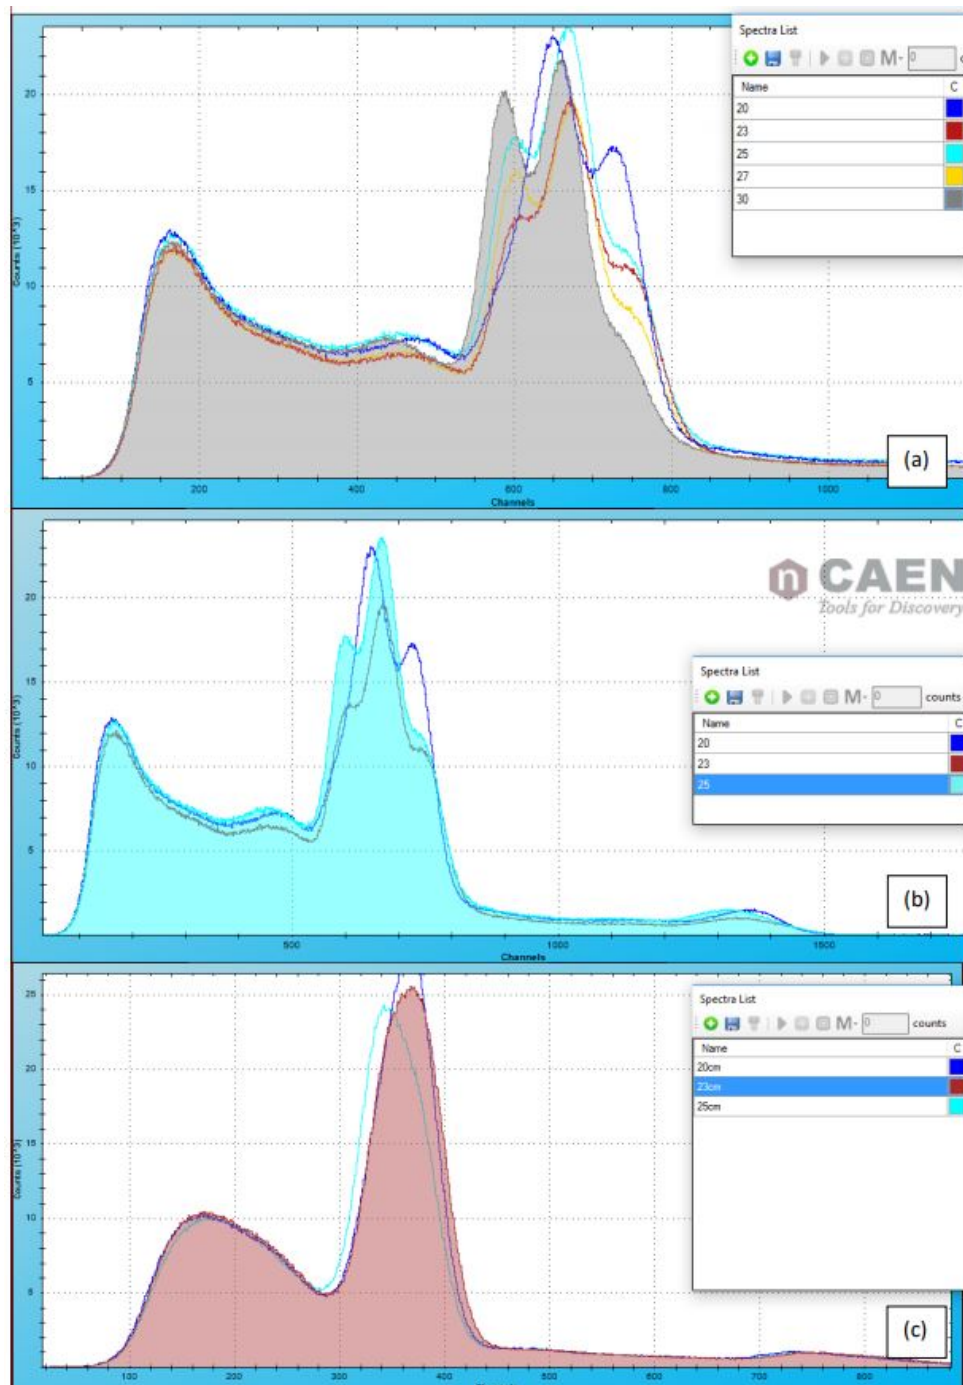 Spectra List
M- 0 c
Name C
20
23
25
27
30
Counts (10^3)
20
15
10
5
(a)
200 400 600 800 1000
Channels
n CAEN
Tools for Discovery
Spectra List
M- 0 counts
Name C
20
23
25
Counts (10^3)
20
15
10
5
(b)
500 1000 1500
Channels
Spectra List
M- 0 counts
Name C
20cm
23cm
25cm
Counts (10^3)
25
20
15
10
5
(c)
100 200 300 400 500 600 700 800